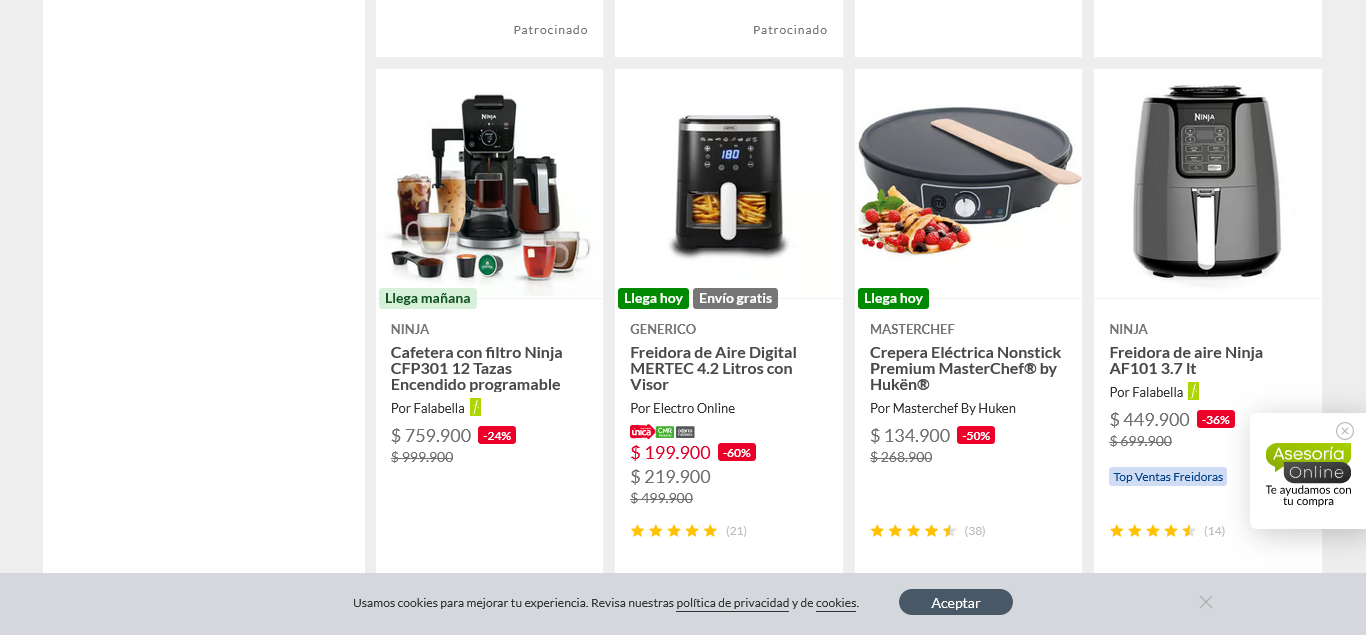 Patrocinado
Patrocinado
NINJA
180
NINJA
Llega mañana
Llega hoy
Envío gratis
Llega hoy
NINJA
Cafetera con filtro Ninja
CFP301 12 Tazas
Encendido programable
Por Falabella
$ 759.900 -24%
$ 999.900
GENERICO
Freidora de Aire Digital
MERTEC 4.2 Litros con
Visor
Por Electro Online
unica CMR
$ 199.900 -60%
$ 219.900
$ 499.900
(21)
MASTERCHEF
Crepera Eléctrica Nonstick
Premium MasterChef® by
Hukën®
Por Masterchef By Huken
$ 134.900 -50%
$ 268.900
(38)
NINJA
Freidora de aire Ninja
AF101 3.7 lt
Por Falabella
$ 449.900 -36%
$ 699.900
Top Ventas Freidoras
(14)
Asesoría
Online
Te ayudamos con
tu compra
Usamos cookies para mejorar tu experiencia. Revisa nuestras política de privacidad y de cookies.
Aceptar